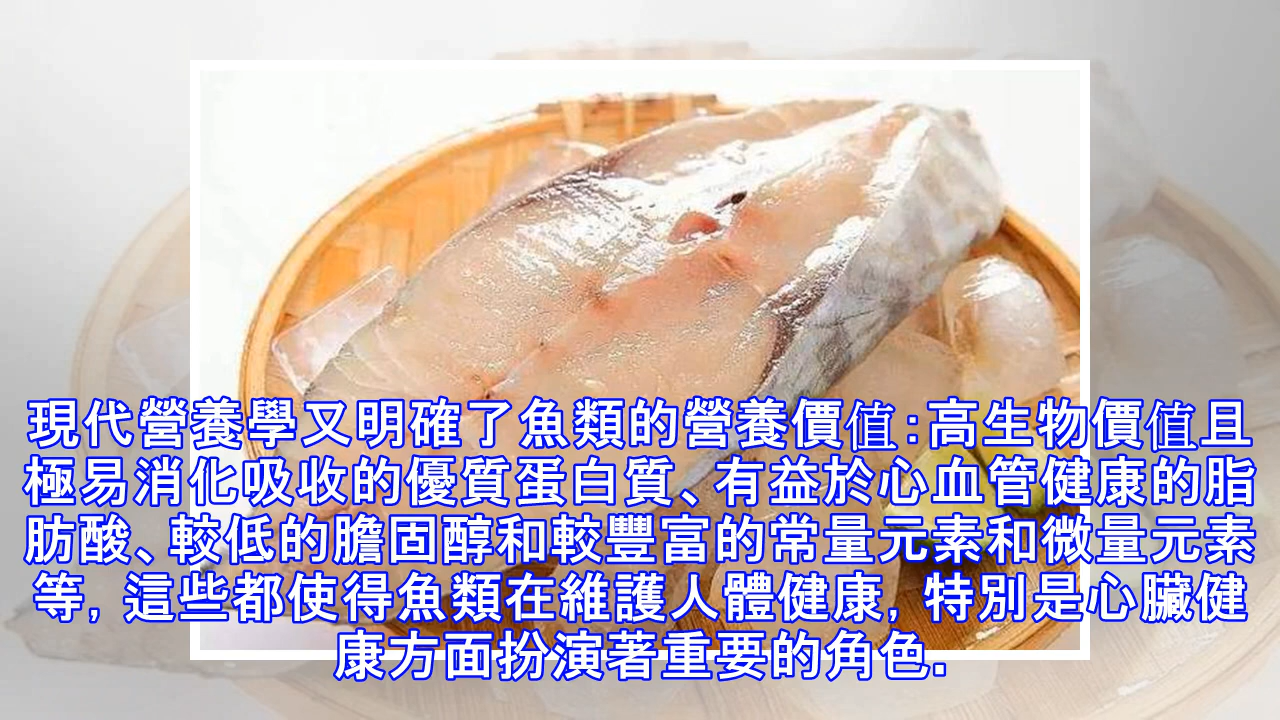 現代營養學又明確了魚類的營養價值:高生物價值且
極易消化吸收的優質蛋白質、有益於心血管健康的脂
肪酸、較低的膽固醇和較豐富的常量元素和微量元素
等, 這些都使得魚類在維護人體健康, 特別是心臟健
康方面扮演著重要的角色.